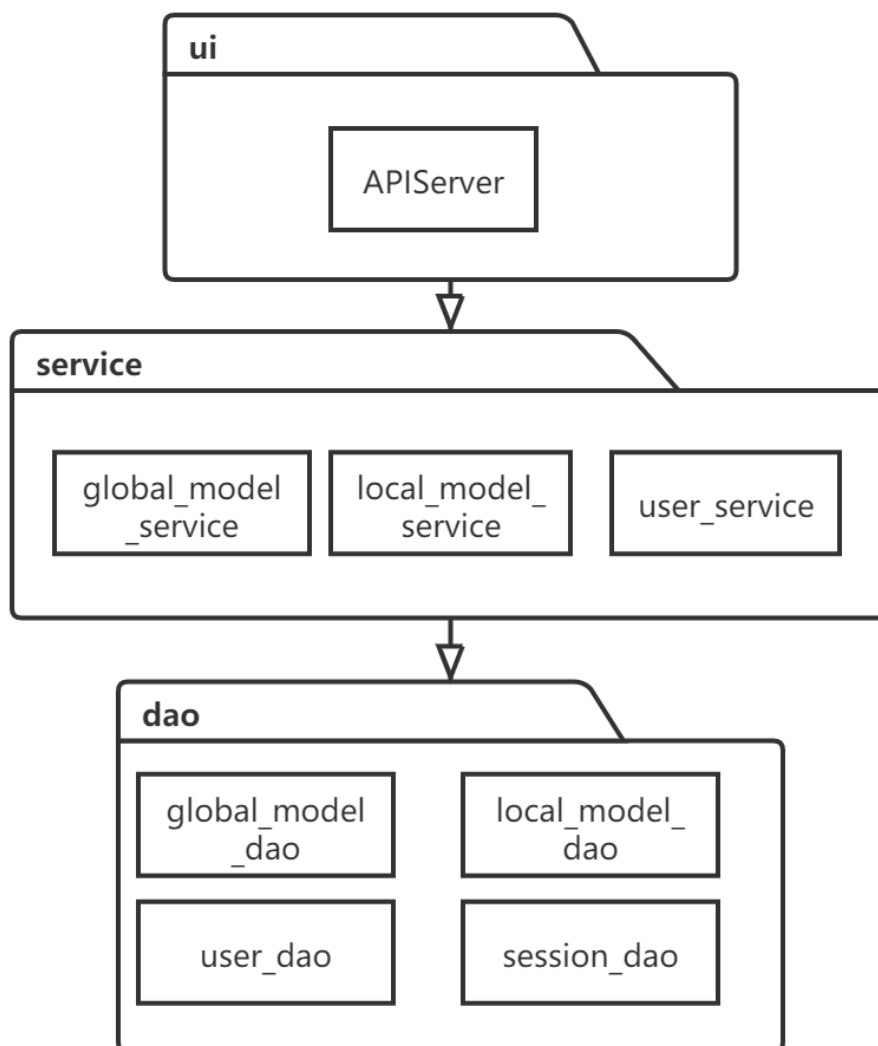 ui
APIServer
service
global_model
_service
local_model_
service
user_service
dao
global_model
_dao
local_model_
dao
user_dao
session_dao